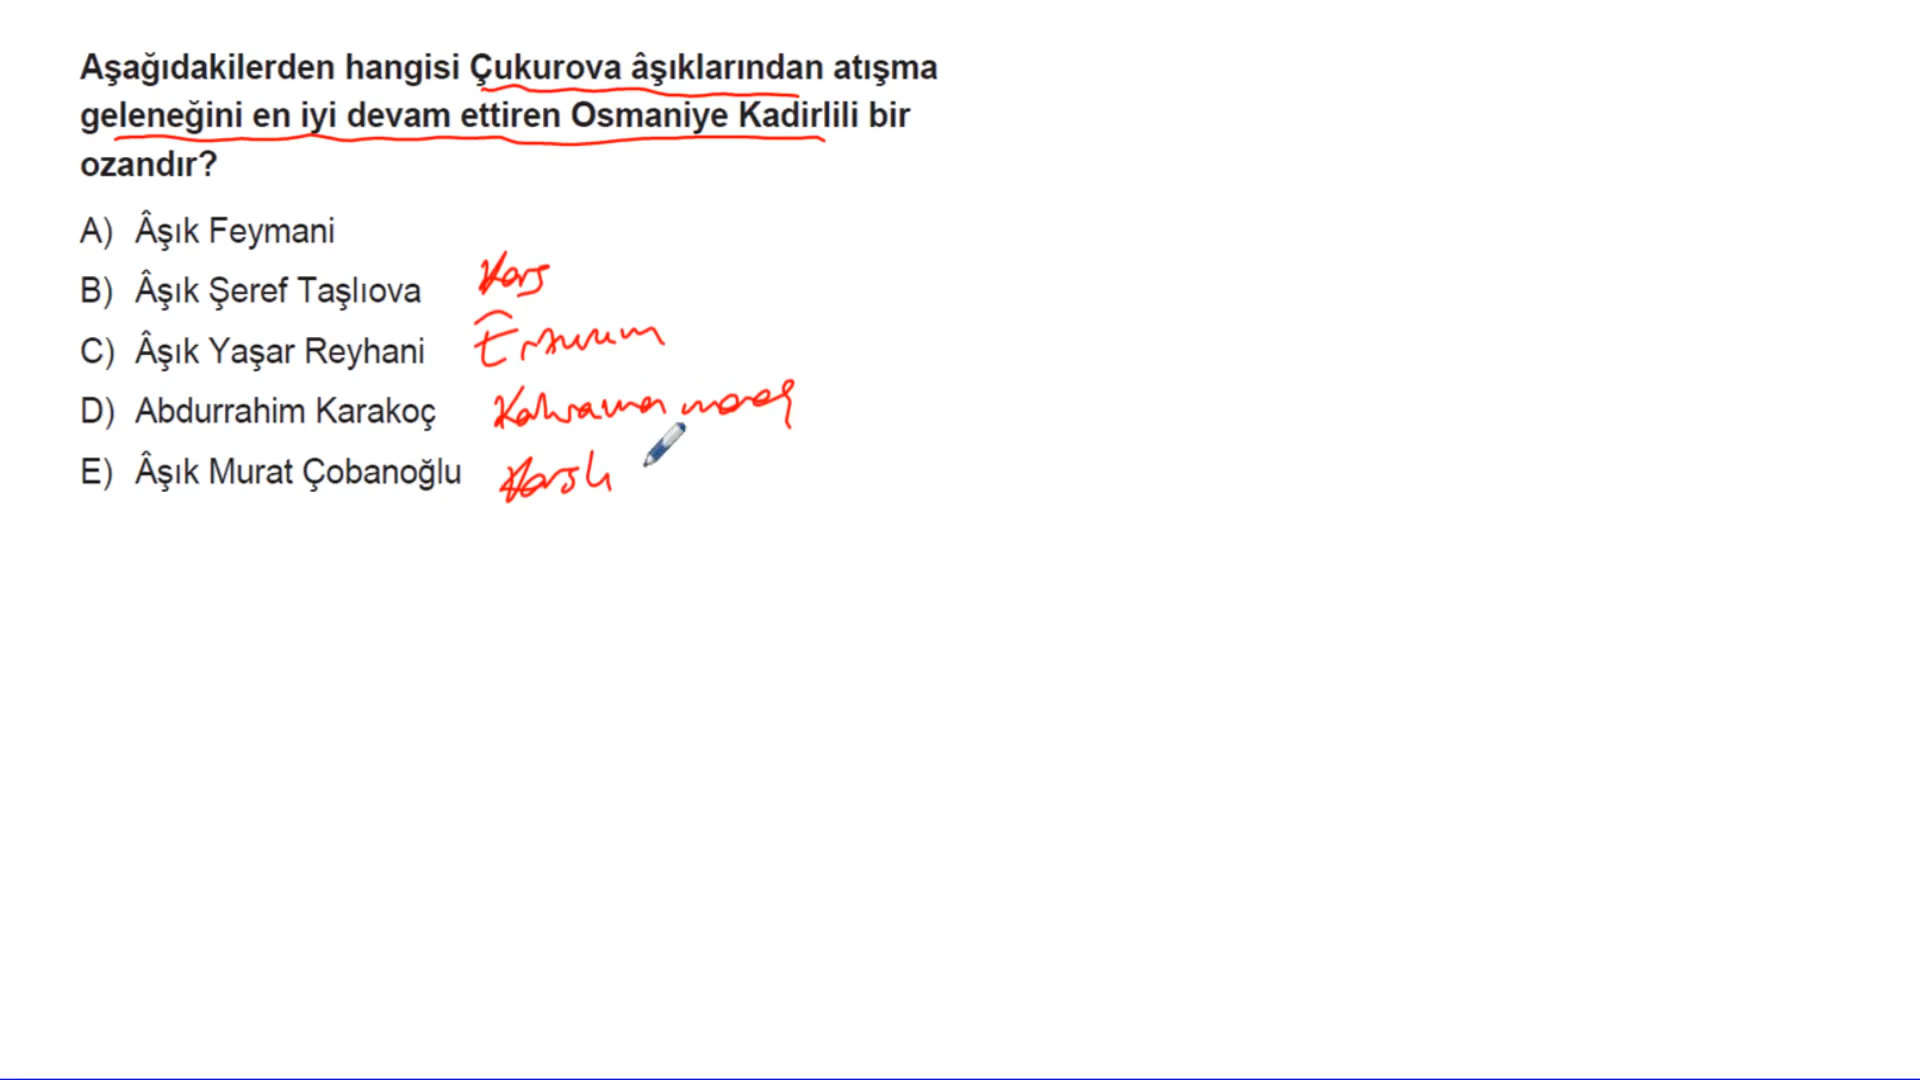 Aşağıdakilerden hangisi Çukurova âşıklarından atışma
geleneğini en iyi devam ettiren Osmaniye Kadirlili bir
ozandır?
A) Âşık Feymani
B) Âşık Şeref Taşlıova Kars
C) Âşık Yaşar Reyhani Erzurum
D) Abdurrahim Karakoç Kahramanmaraş
E) Âşık Murat Çobanoğlu Karslı